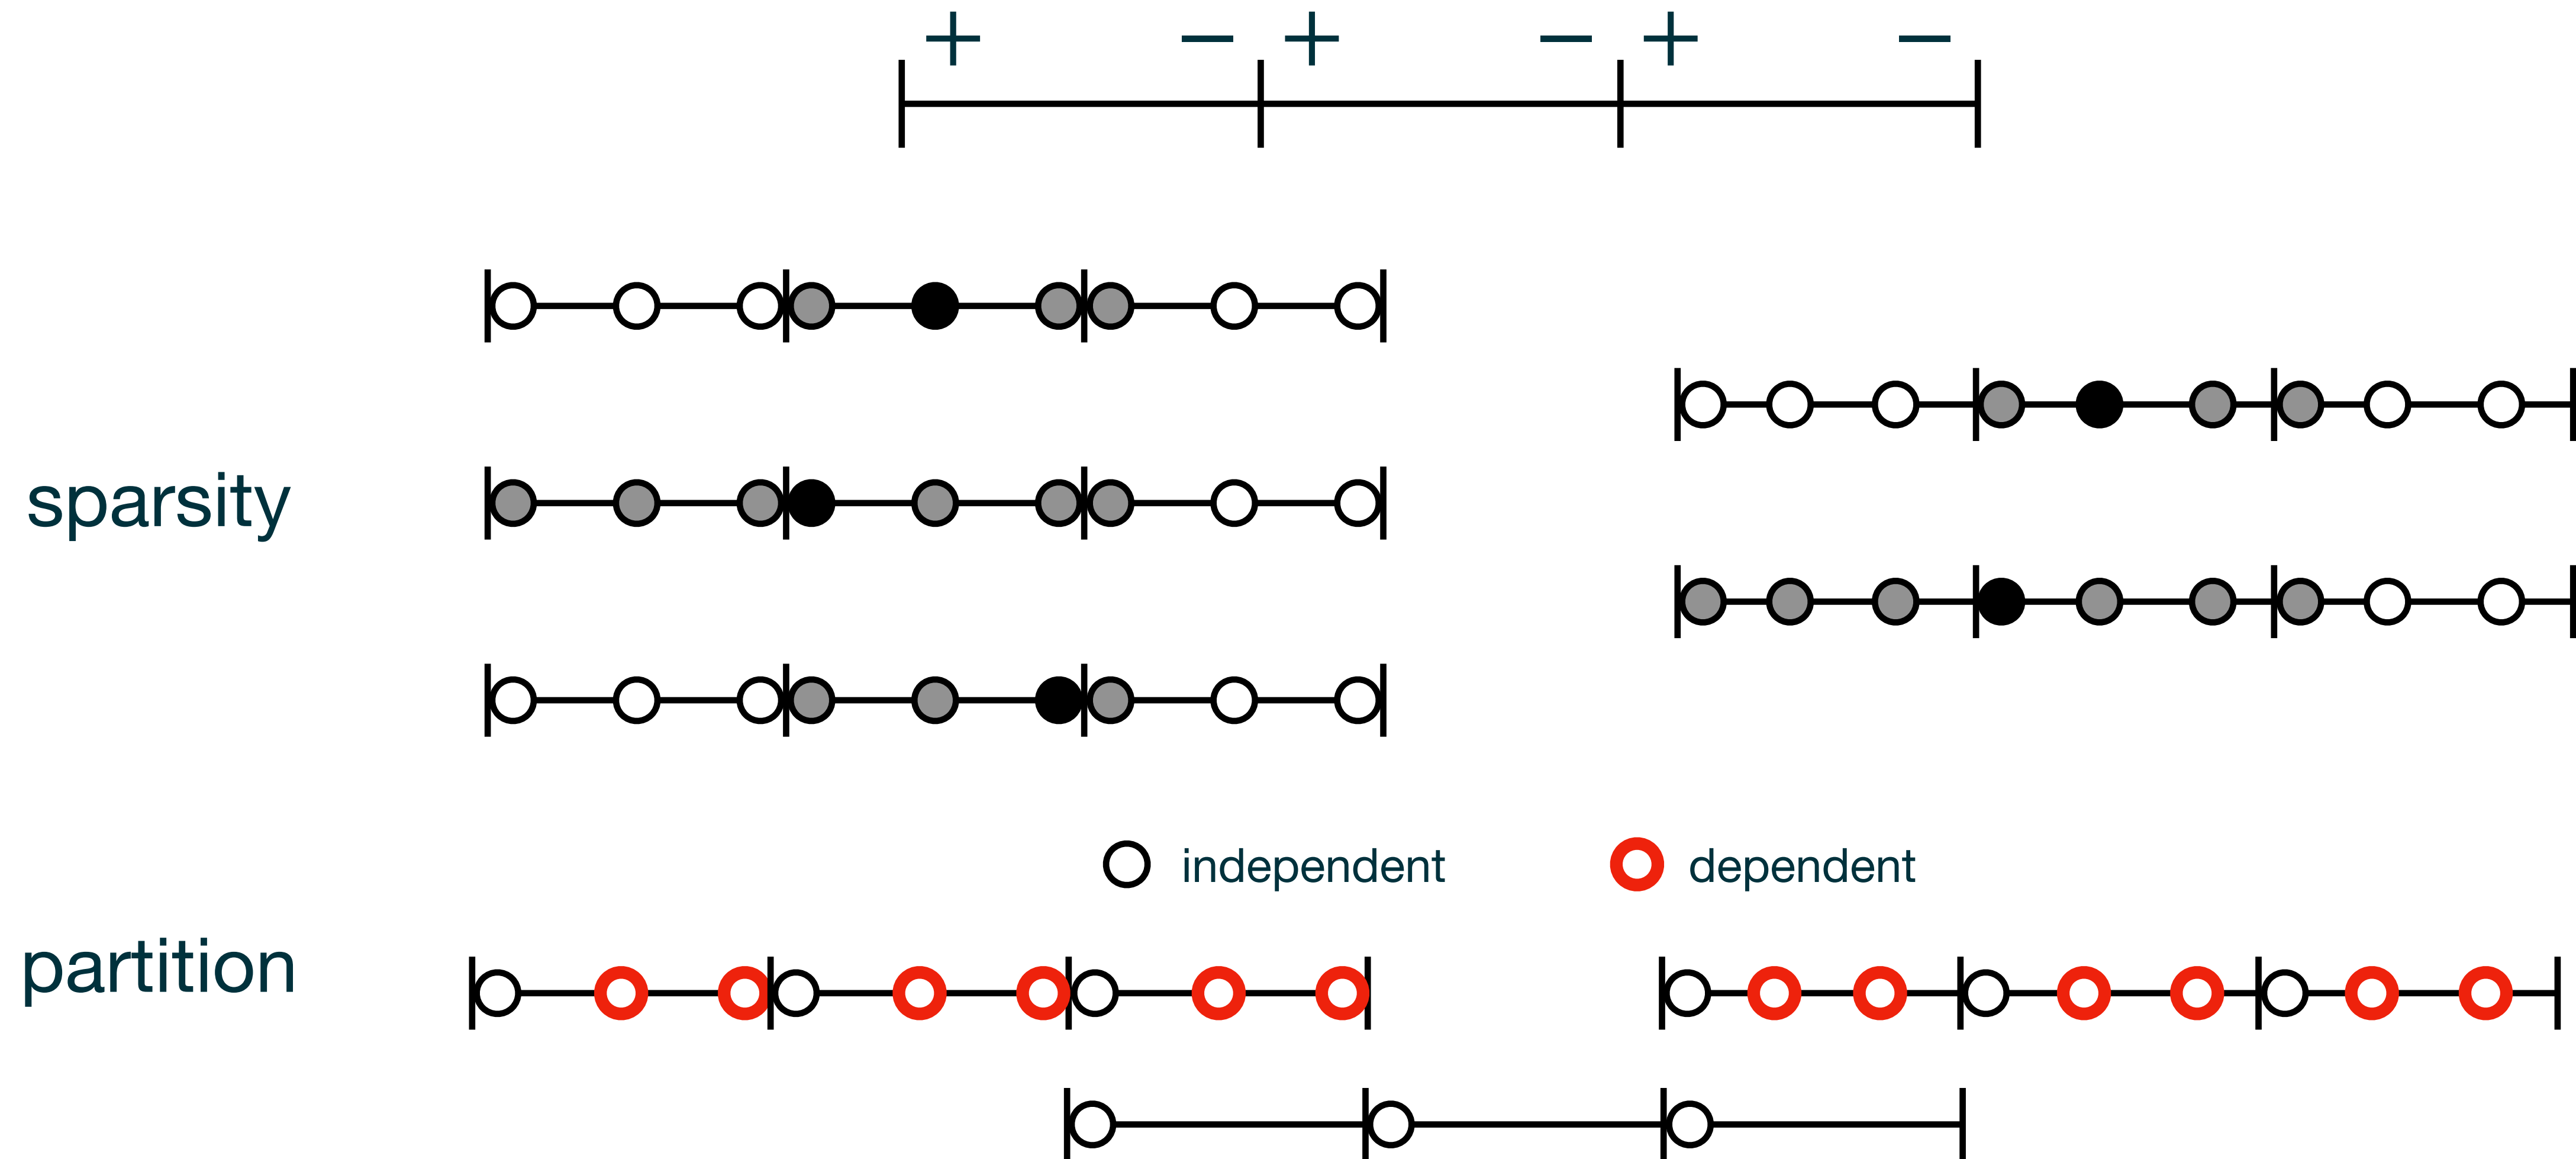 + − + − + −
sparsity
independent dependent
partition